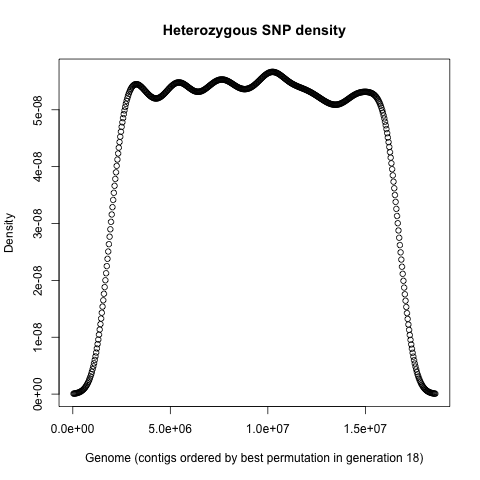 Heterozygous SNP density
Density
5e-08
4e-08
3e-08
2e-08
1e-08
0e+00
0.0e+00 5.0e+06 1.0e+07 1.5e+07
Genome (contigs ordered by best permutation in generation 18)